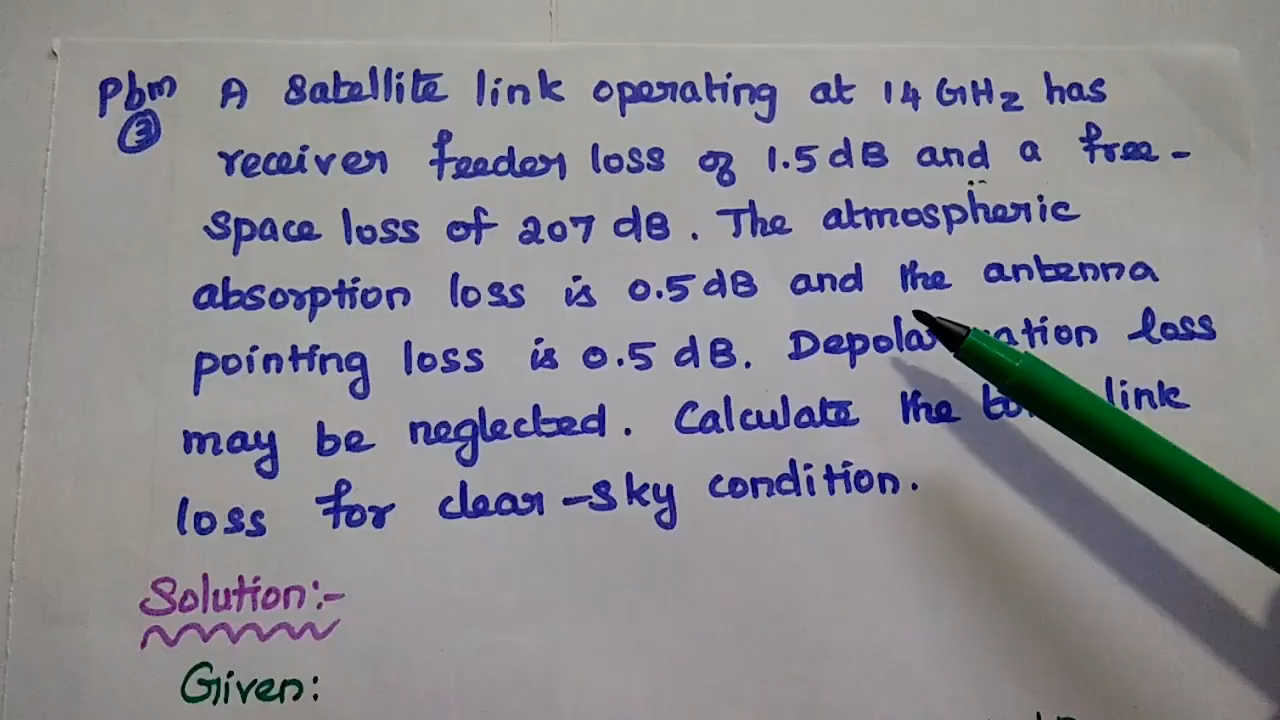 Pbm A satellite link operating at 14 GHz has
③ receiver feeder loss of 1.5 dB and a free-
space loss of 207 dB. The atmospheric
absorption loss is 0.5 dB and the antenna
pointing loss is 0.5 dB. loss
may be neglected. Calculate the link
loss for clear-sky condition.
Solution:-
Given: